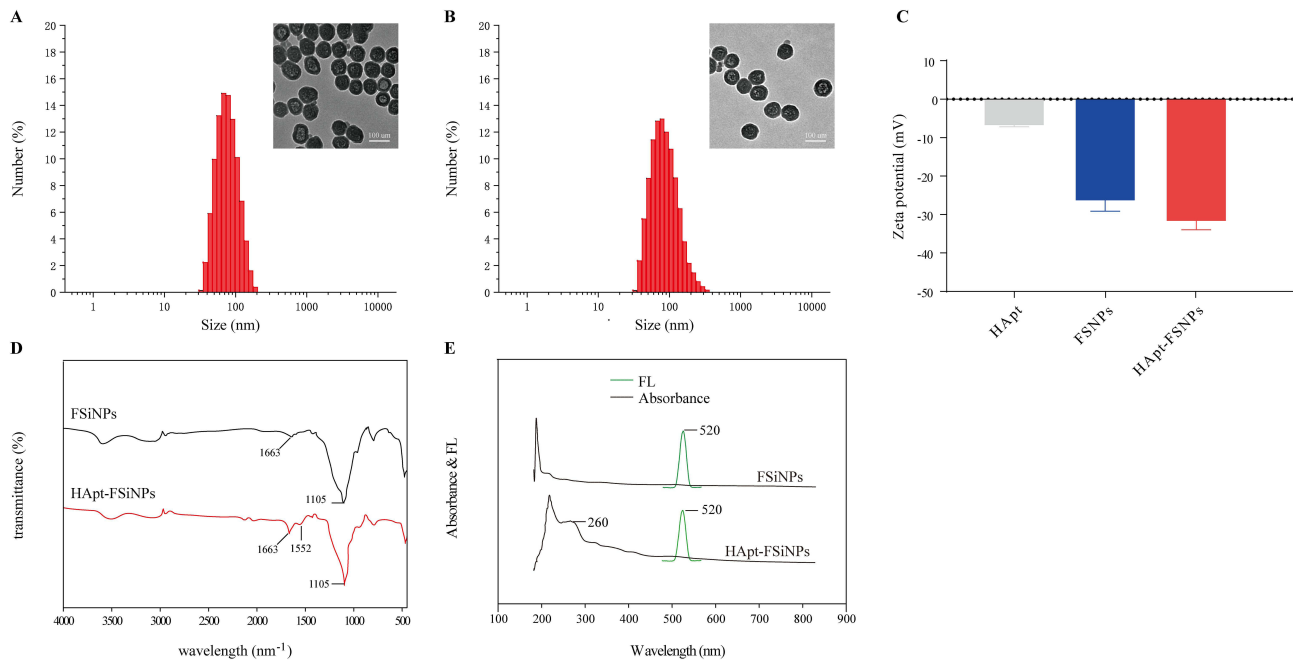 A
20
18
16
14
12
10
8
6
4
2
0
Number (%)
1
10
100
1000
10000
Size (nm)
100 nm
B
20
18
16
14
12
10
8
6
4
2
0
Number (%)
1
10
100
1000
10000
Size (nm)
100 nm
C
10
0
-10
-20
-30
-40
-50
Zeta potential (mV)
HApt
FSNPs
HApt-FSNPs
D
transmittance (%)
FSiNPs
1663
1105
HApt-FSiNPs
1663
1552
1105
4000
3000
2500
2000
1500
1000
500
wavelength (nm-1)
E
Absorbance & FL
FL
Absorbance
520
FSiNPs
260
520
HApt-FSiNPs
100
200
300
400
500
600
700
800
900
Wavelength (nm)